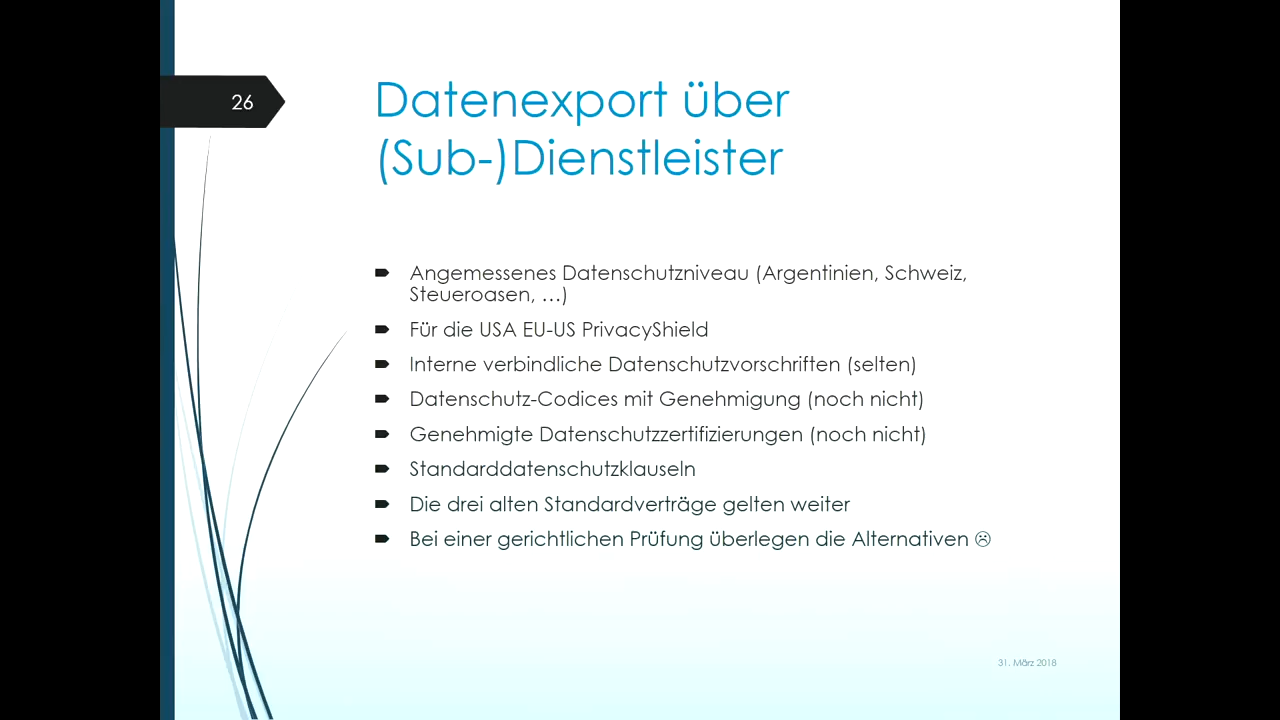 26
Datenexport über
(Sub-)Dienstleister
Angemessenes Datenschutzniveau (Argentinien, Schweiz,
Steueroasen, …)
Für die USA EU-US PrivacyShield
Interne verbindliche Datenschutzvorschriften (selten)
Datenschutz-Codices mit Genehmigung (noch nicht)
Genehmigte Datenschutzzertifizierungen (noch nicht)
Standarddatenschutzklauseln
Die drei alten Standardverträge gelten weiter
Bei einer gerichtlichen Prüfung überlegen die Alternativen ☹
31. März 2018